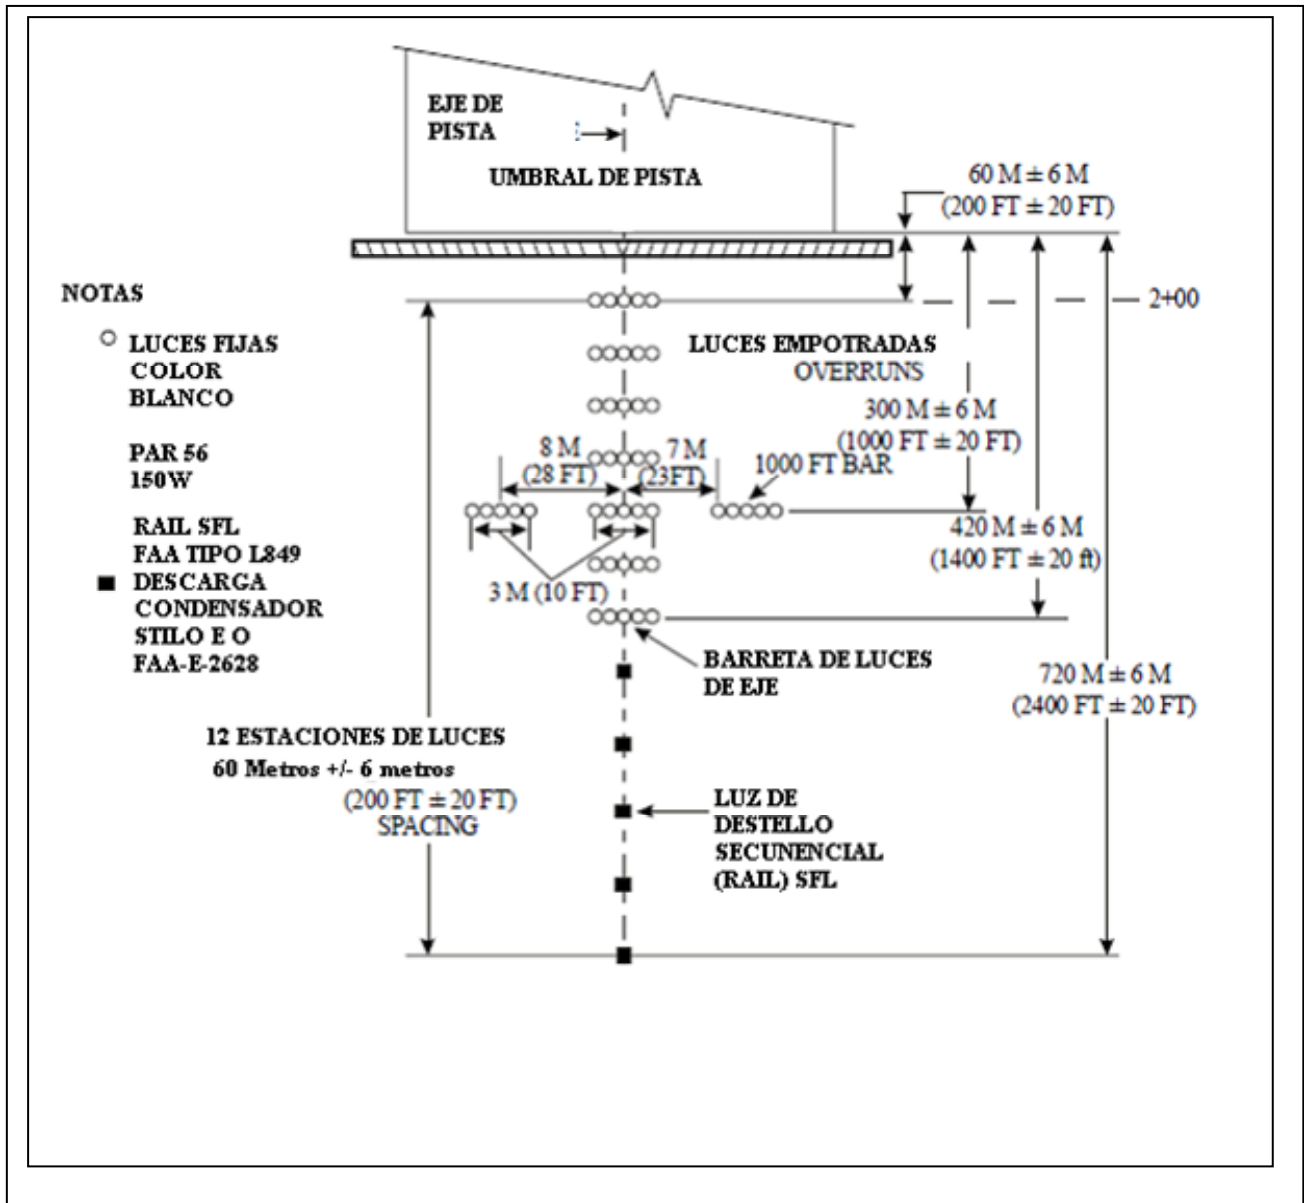 EJE DE
PISTA
UMBRAL DE PISTA
60 M ± 6 M
(200 FT ± 20 FT)
2+00
NOTAS
LUCES FIJAS
COLOR
BLANCO
PAR 56
150W
RAIL SFL
FAA TIPO L849
DESCARGA
CONDENSADOR
STILO E O
FAA-E-2628
LUCES EMPOTRADAS
OVERRUNS
300 M ± 6 M
(1000 FT ± 20 FT)
8 M
(28 FT)
7 M
(23FT)
1000 FT BAR
420 M ± 6 M
(1400 FT ± 20 ft)
3 M (10 FT)
BARRETA DE LUCES
DE EJE
720 M ± 6 M
(2400 FT ± 20 FT)
12 ESTACIONES DE LUCES
60 Metros +/- 6 metros
(200 FT ± 20 FT)
SPACING
LUZ DE
DESTELLO
SECUNENCIAL
(RAIL) SFL